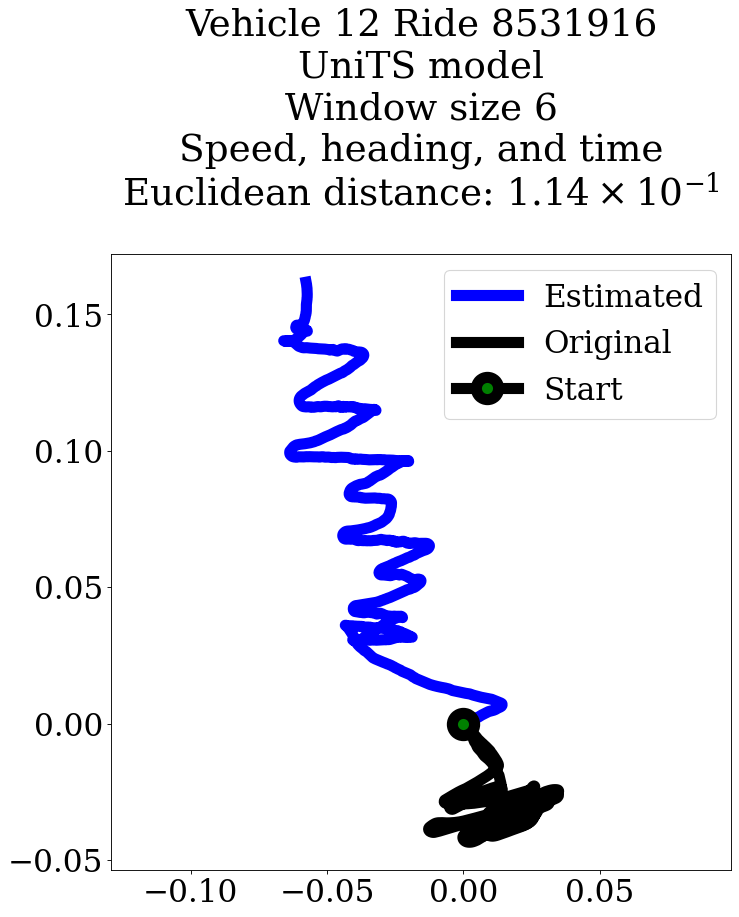 Vehicle 12 Ride 8531916
UniTS model
Window size 6
Speed, heading, and time
Euclidean distance: 1.14 × 10⁻¹
Estimated
Original
Start
0.15
0.10
0.05
0.00
−0.05
−0.10
−0.05
0.00
0.05